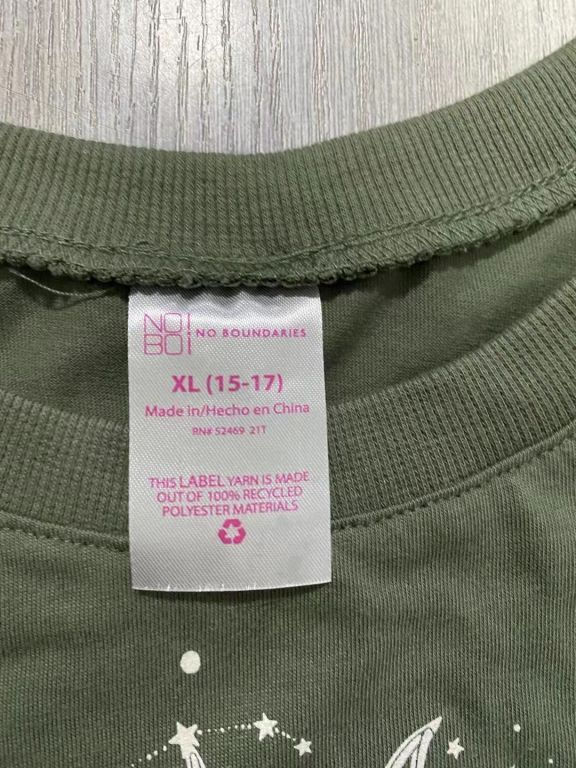 NO!
BO!
NO BOUNDARIES
XL (15-17)
Made in/Hecho en China
RN# 52469 21T
THIS LABEL YARN IS MADE
OUT OF 100% RECYCLED
POLYESTER MATERIALS